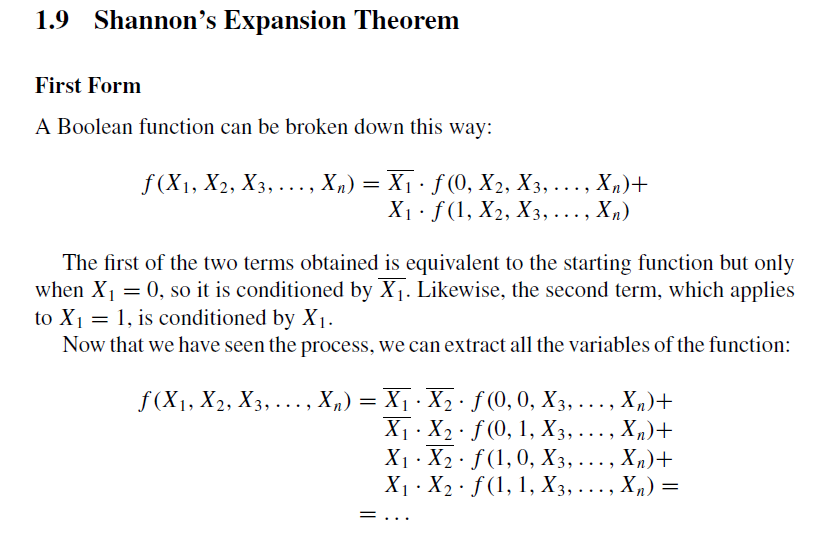 1.9 Shannon's Expansion Theorem
First Form
A Boolean function can be broken down this way:
f(X₁, X₂, X₃, ..., Xₙ) = X̅₁ · f(0, X₂, X₃, ..., Xₙ)+
X₁ · f(1, X₂, X₃, ..., Xₙ)
The first of the two terms obtained is equivalent to the starting function but only
when X₁ = 0, so it is conditioned by X̅₁. Likewise, the second term, which applies
to X₁ = 1, is conditioned by X₁.
Now that we have seen the process, we can extract all the variables of the function:
f(X₁, X₂, X₃, ..., Xₙ) = X̅₁ · X̅₂ · f(0, 0, X₃, ..., Xₙ)+
X̅₁ · X₂ · f(0, 1, X₃, ..., Xₙ)+
X₁ · X̅₂ · f(1, 0, X₃, ..., Xₙ)+
X₁ · X₂ · f(1, 1, X₃, ..., Xₙ) =
= ...